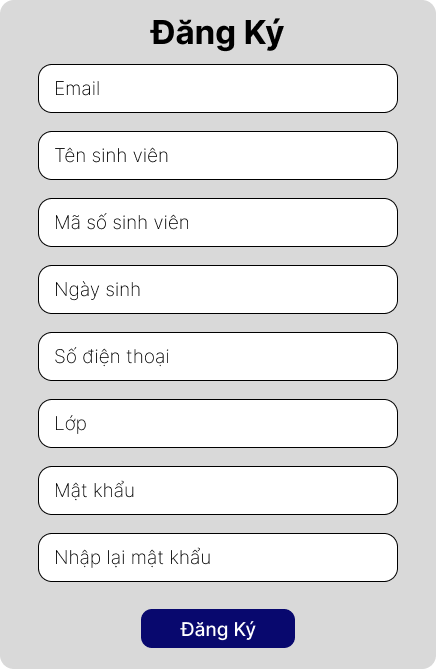 Đăng Ký
Email
Tên sinh viên
Mã số sinh viên
Ngày sinh
Số điện thoại
Lớp
Mật khẩu
Nhập lại mật khẩu
Đăng Ký